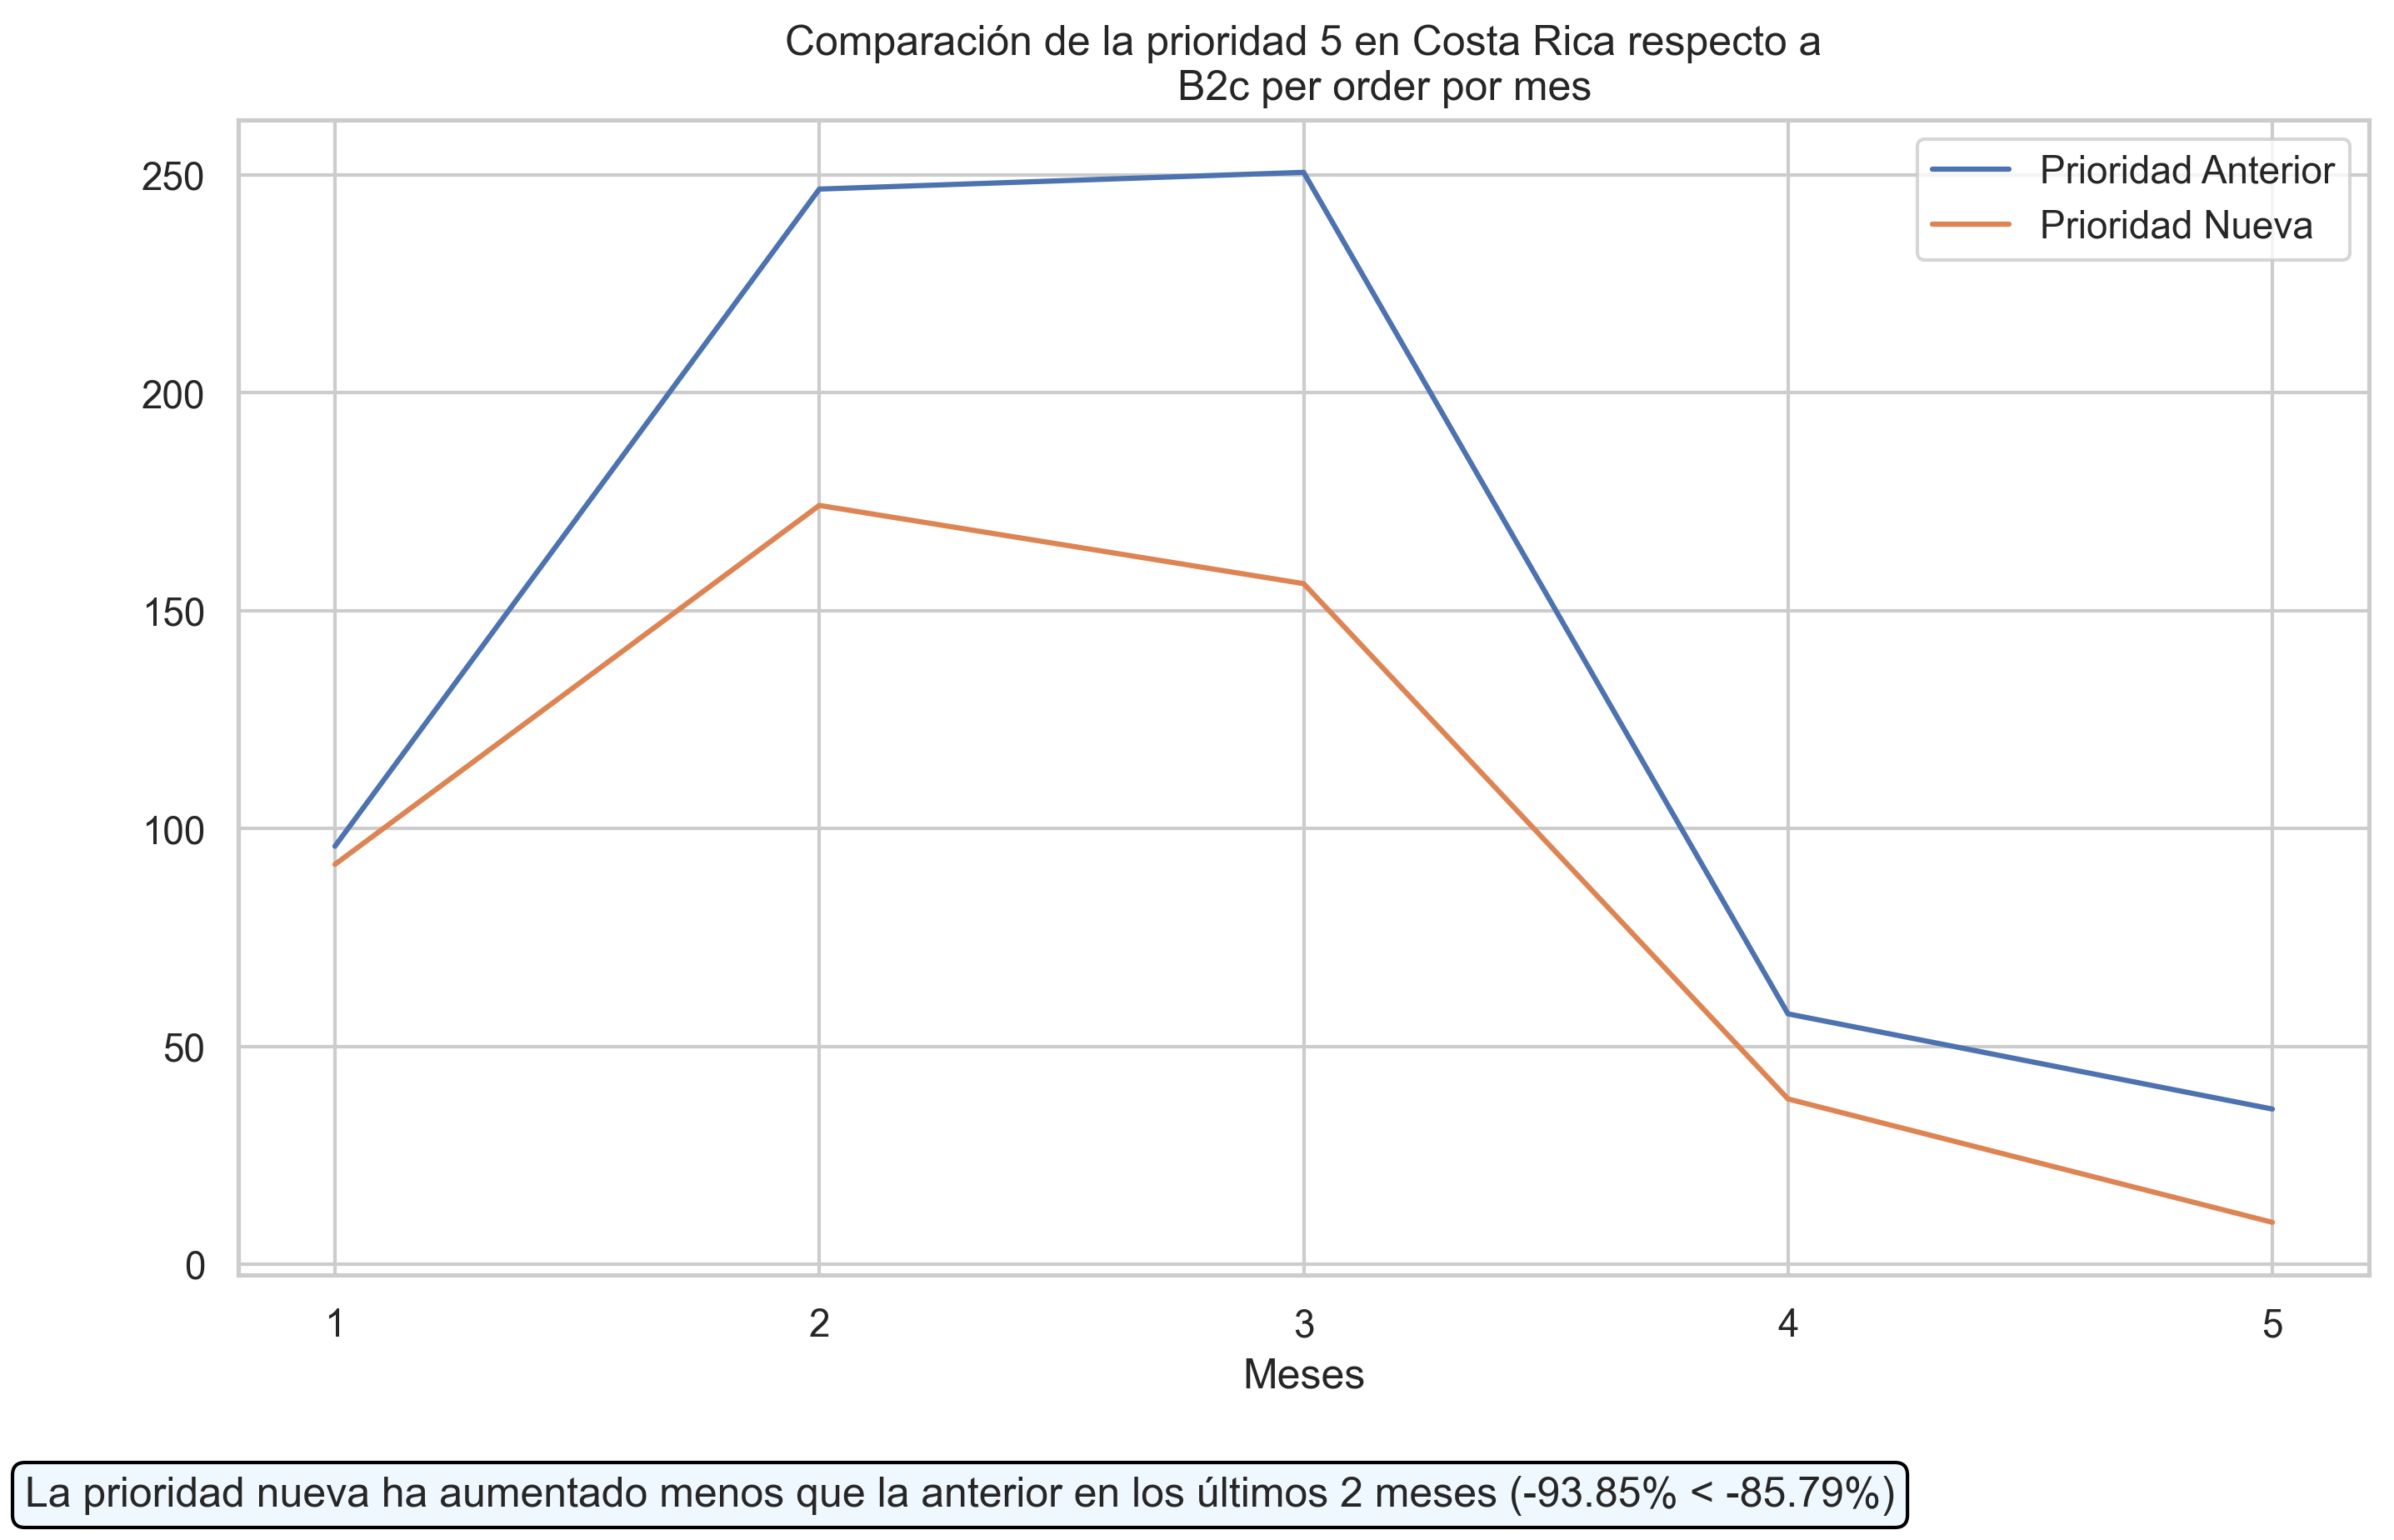 Comparación de la prioridad 5 en Costa Rica respecto a
B2c per order por mes
Prioridad Anterior
Prioridad Nueva
250
200
150
100
50
0
1 2 3 4 5
Meses
La prioridad nueva ha aumentado menos que la anterior en los últimos 2 meses (-93.85% < -85.79%)